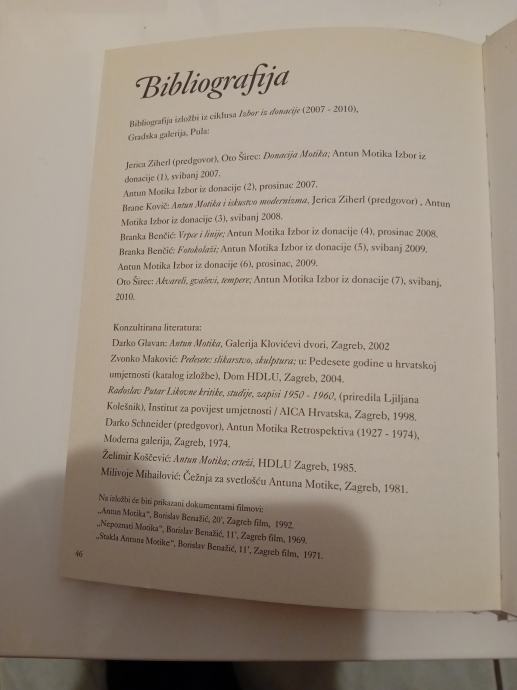 Bibliografija
Bibliografija izložbi iz ciklusa Izbor iz donacije (2007 - 2010),
Gradska galerija, Pula:
Jerica Ziherl (predgovor), Oto Širec: Donacija Motika; Antun Motika Izbor iz
donacije (1), svibanj 2007.
Antun Motika Izbor iz donacije (2), prosinac 2007.
Brane Kovič: Antun Motika i iskustvo modernizma, Jerica Ziherl (predgovor) , Antun
Motika Izbor iz donacije (3), svibanj 2008.
Branka Benčić: Vrpce i linije; Antun Motika Izbor iz donacije (4), prosinac 2008.
Branka Benčić: Fotokolaži; Antun Motika Izbor iz donacije (5), svibanj 2009.
Antun Motika Izbor iz donacije (6), prosinac, 2009.
Oto Širec: Akvareli, gvaševi, tempere; Antun Motika Izbor iz donacije (7), svibanj,
2010.
Konzultirana literatura:
Darko Glavan: Antun Motika, Galerija Klovićevi dvori, Zagreb, 2002
Zvonko Maković: Pedesete: slikarstvo, skulptura; u: Pedesete godine u hrvatskoj
umjetnosti (katalog izložbe), Dom HDLU, Zagreb, 2004.
Radoslav Putar Likovne kritike, studije, zapisi 1950 - 1960, (priredila Ljiljana
Kolešnik), Institut za povijest umjetnosti / AICA Hrvatska, Zagreb, 1998.
Darko Schneider (predgovor), Antun Motika Retrospektiva (1927 - 1974),
Moderna galerija, Zagreb, 1974.
Želimir Koščević: Antun Motika; crteži, HDLU Zagreb, 1985.
Milivoje Mihailović: Čežnja za svetlošću Antuna Motike, Zagreb, 1981.
Na izložbi će biti prikazani dokumentarni filmovi:
„Antun Motika“, Borislav Benažić, 20', Zagreb film, 1992.
„Nepoznati Motika“, Borislav Benažić, 11', Zagreb film, 1969.
„Stakla Antuna Motike“, Borislav Benažić, 11', Zagreb film, 1971.
46